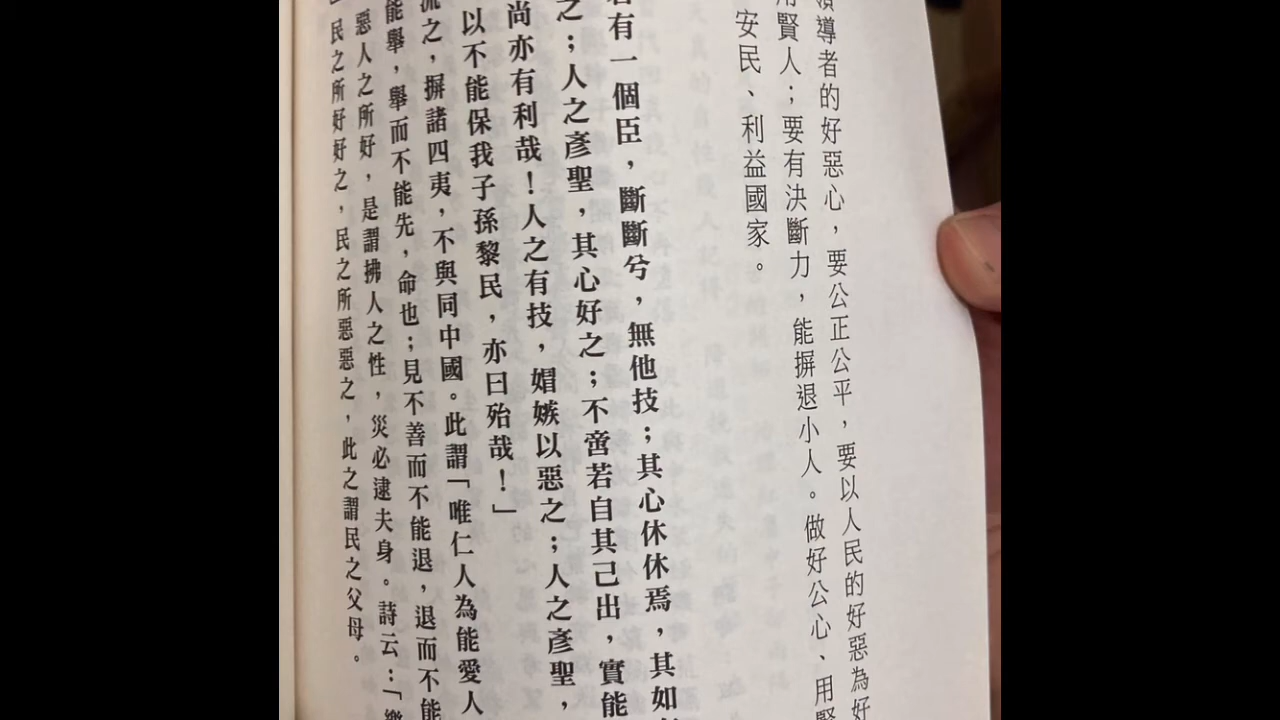 領導者的好惡心，要公正公平，要以人民的好惡為好
用賢人；要有決斷力，能摒退小人。做好公心、用賢
安民、利益國家。
若有一個臣，斷斷兮，無他技；其心休休焉，其如
之；人之彥聖，其心好之；不啻若自其己出，實能
尚亦有利哉！人之有技，媢嫉以惡之；人之彥聖，
以不能保我子孫黎民，亦曰殆哉！」
流之，摒諸四夷，不與同中國。此謂「唯仁人為能愛人
能舉，舉而不能先，命也；見不善而不能退，退而不能
惡人之所好，是謂拂人之性，災必逮夫身。詩云：「樂
民之所好好之，民之所惡惡之，此之謂民之父母。